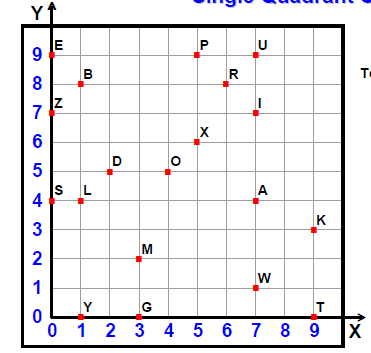 Single Quadrant
Y
9 E P U
8 B R
To
7 Z I
6 X
5 D O
4 S L A
3 K
2 M
1 W
0 Y G T
0 1 2 3 4 5 6 7 8 9 X